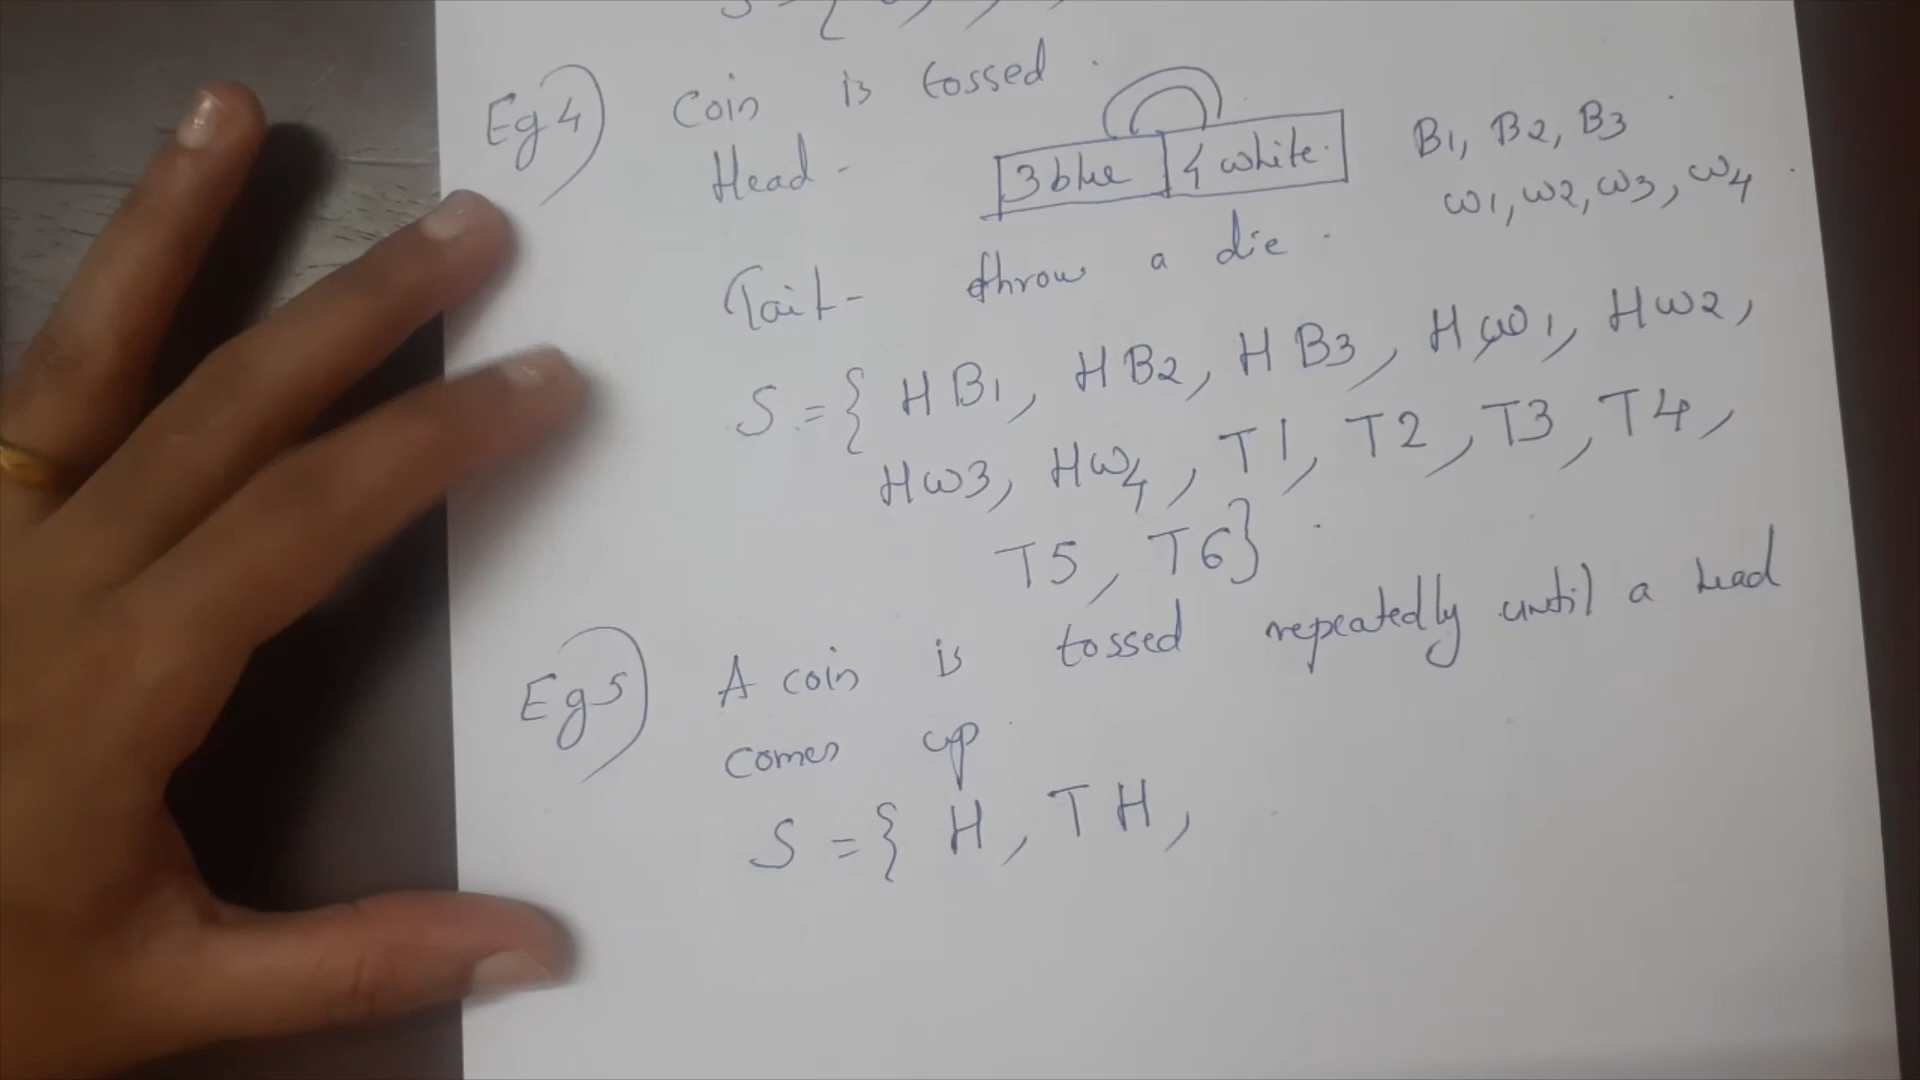 Eg 4) Coin is tossed.
Head - 3 blue 4 white. B1, B2, B3
w1, w2, w3, w4
Tail - throw a die.
S = { HB1, HB2, HB3, Hw1, Hw2,
Hw3, Hw4, T1, T2, T3, T4,
T5, T6}
Eg 5) A coin is tossed repeatedly until a head
comes up
S = { H, TH,